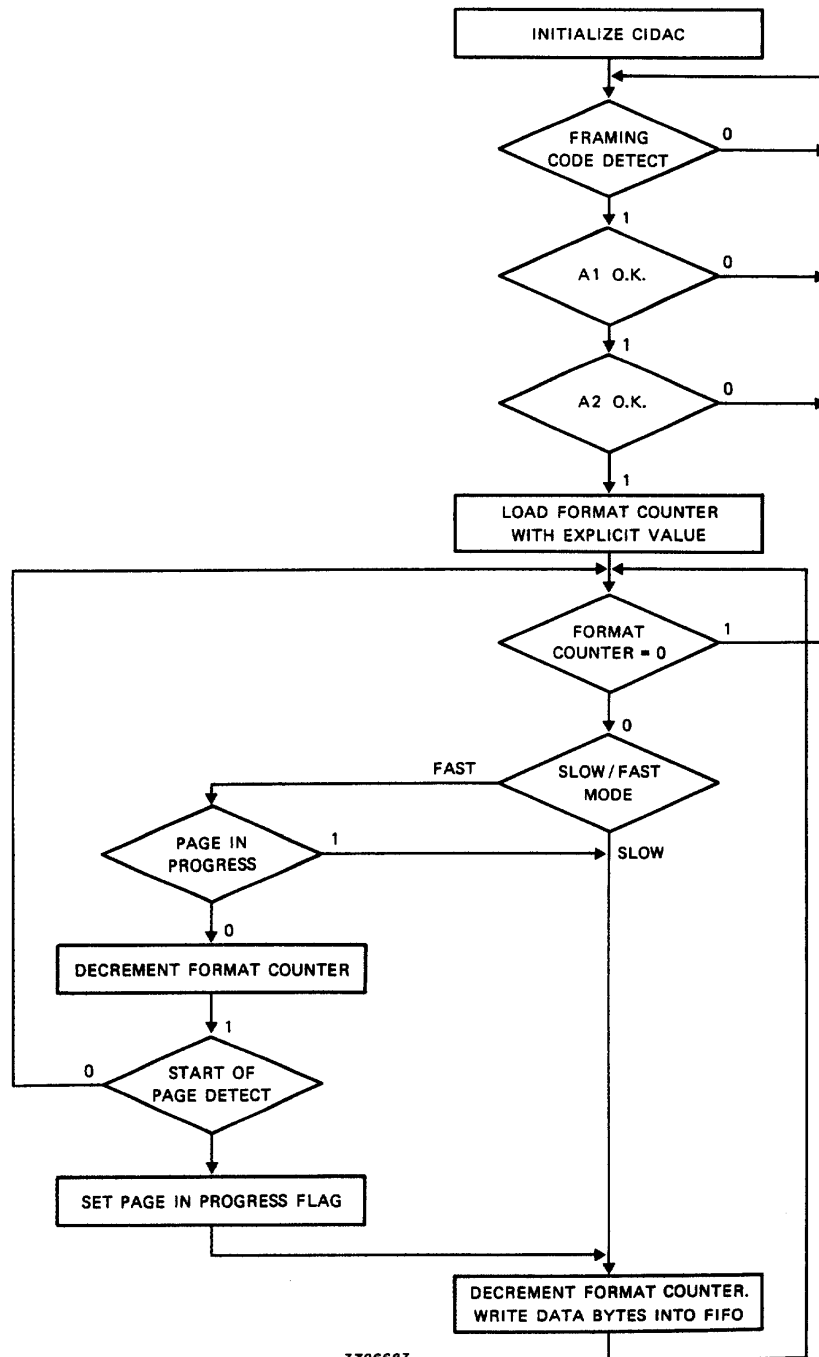 INITIALIZE CIDAC
FRAMING
CODE DETECT
0
1
A1 O.K.
0
1
A2 O.K.
0
1
LOAD FORMAT COUNTER
WITH EXPLICIT VALUE
FORMAT
COUNTER = 0
1
0
FAST
SLOW/FAST
MODE
PAGE IN
PROGRESS
1
SLOW
0
DECREMENT FORMAT COUNTER
1
0
START OF
PAGE DETECT
SET PAGE IN PROGRESS FLAG
DECREMENT FORMAT COUNTER.
WRITE DATA BYTES INTO FIFO